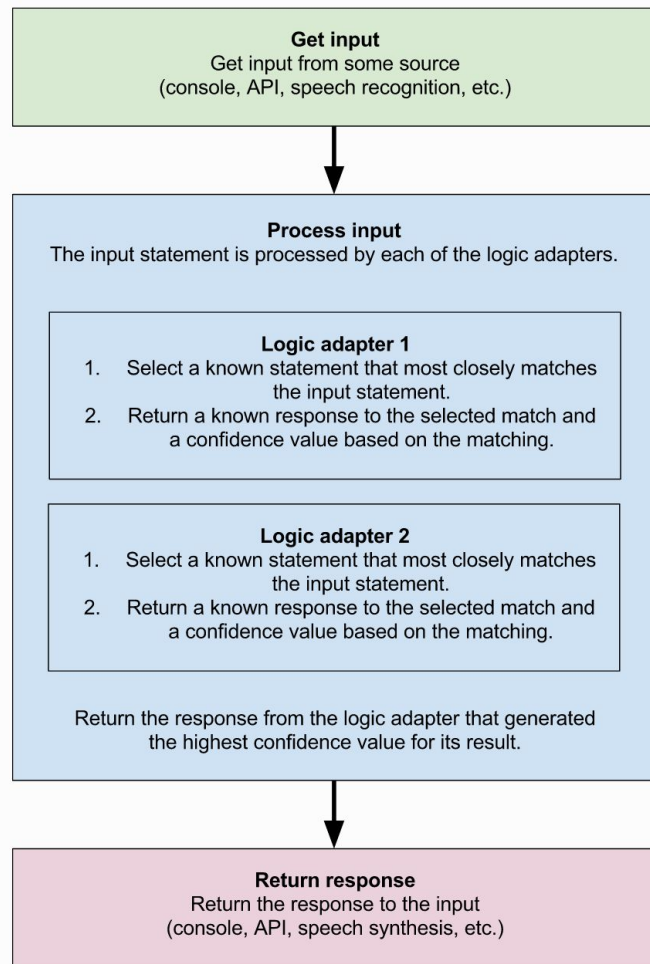 Get input
Get input from some source
(console, API, speech recognition, etc.)
Process input
The input statement is processed by each of the logic adapters.
Logic adapter 1
1. Select a known statement that most closely matches
the input statement.
2. Return a known response to the selected match and
a confidence value based on the matching.
Logic adapter 2
1. Select a known statement that most closely matches
the input statement.
2. Return a known response to the selected match and
a confidence value based on the matching.
Return the response from the logic adapter that generated
the highest confidence value for its result.
Return response
Return the response to the input
(console, API, speech synthesis, etc.)